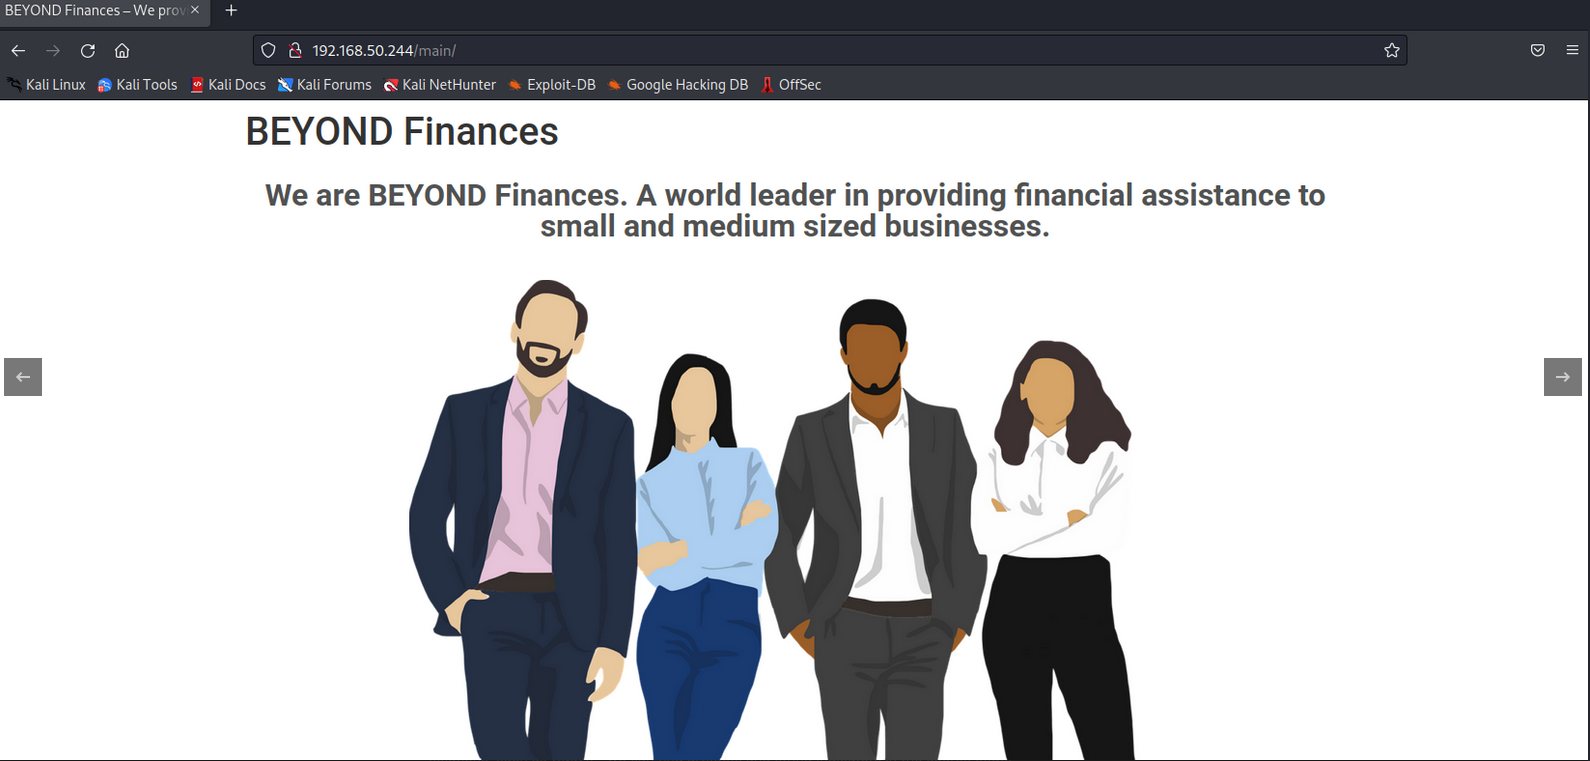 BEYOND Finances – We prov
192.168.50.244/main/
Kali Linux Kali Tools Kali Docs Kali Forums Kali NetHunter Exploit-DB Google Hacking DB OffSec
BEYOND Finances
We are BEYOND Finances. A world leader in providing financial assistance to
small and medium sized businesses.